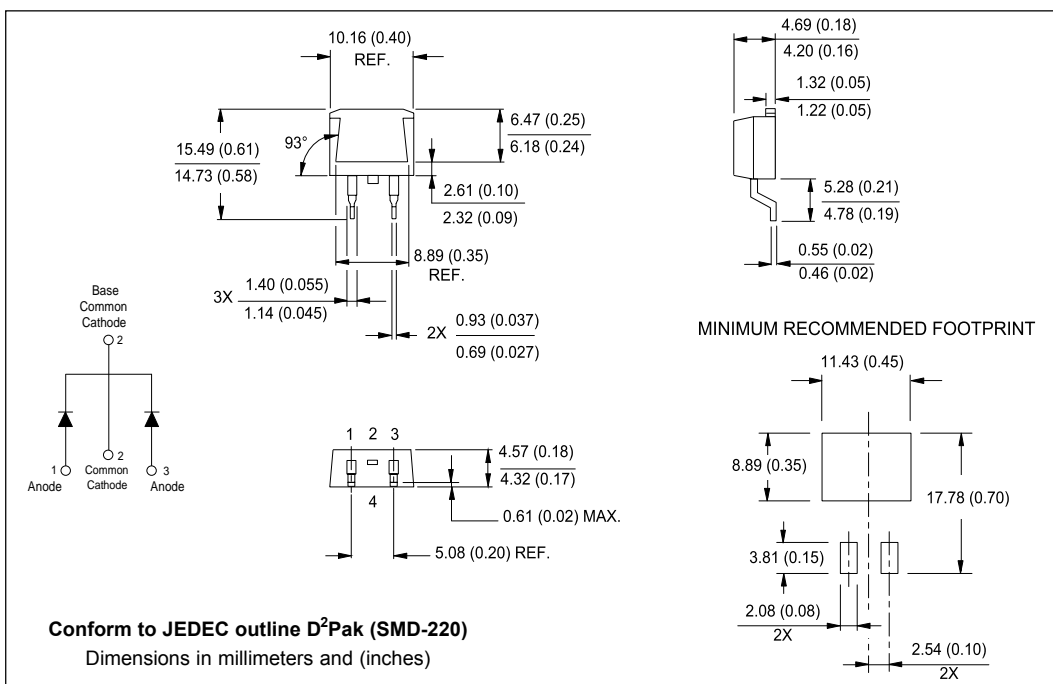 10.16 (0.40)
REF.
15.49 (0.61)
14.73 (0.58)
93°
6.47 (0.25)
6.18 (0.24)
2.61 (0.10)
2.32 (0.09)
8.89 (0.35)
REF.
3X
1.40 (0.055)
1.14 (0.045)
2X
0.93 (0.037)
0.69 (0.027)
4.69 (0.18)
4.20 (0.16)
1.32 (0.05)
1.22 (0.05)
5.28 (0.21)
4.78 (0.19)
0.55 (0.02)
0.46 (0.02)
Base
Common
Cathode
2
1
Anode
2
Common
Cathode
3
Anode
1 2 3
4
4.57 (0.18)
4.32 (0.17)
0.61 (0.02) MAX.
5.08 (0.20) REF.
MINIMUM RECOMMENDED FOOTPRINT
11.43 (0.45)
8.89 (0.35)
17.78 (0.70)
3.81 (0.15)
2.08 (0.08)
2X
2.54 (0.10)
2X
Conform to JEDEC outline D²Pak (SMD-220)
Dimensions in millimeters and (inches)